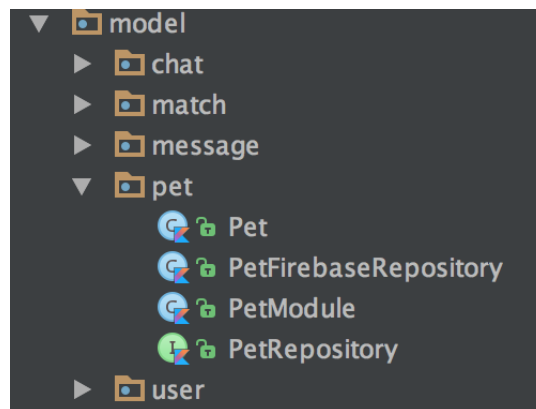 model
chat
match
message
pet
Pet
PetFirebaseRepository
PetModule
PetRepository
user